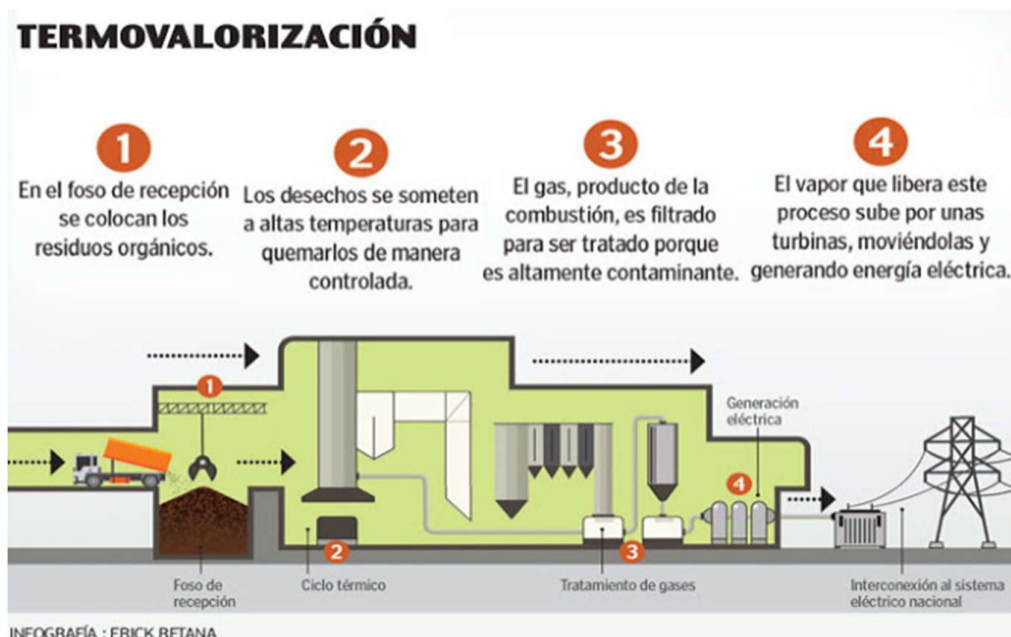 TERMOVALORIZACIÓN
1
En el foso de recepción
se colocan los
residuos orgánicos.
2
Los desechos se someten
a altas temperaturas para
quemarlos de manera
controlada.
3
El gas, producto de la
combustión, es filtrado
para ser tratado porque
es altamente contaminante.
4
El vapor que libera este
proceso sube por unas
turbinas, moviéndolas y
generando energía eléctrica.
1
Generación
eléctrica
4
2
3
Foso de
recepción
Ciclo térmico
Tratamiento de gases
Interconexión al sistema
eléctrico nacional
INFOGRAFÍA : ERICK RETANA